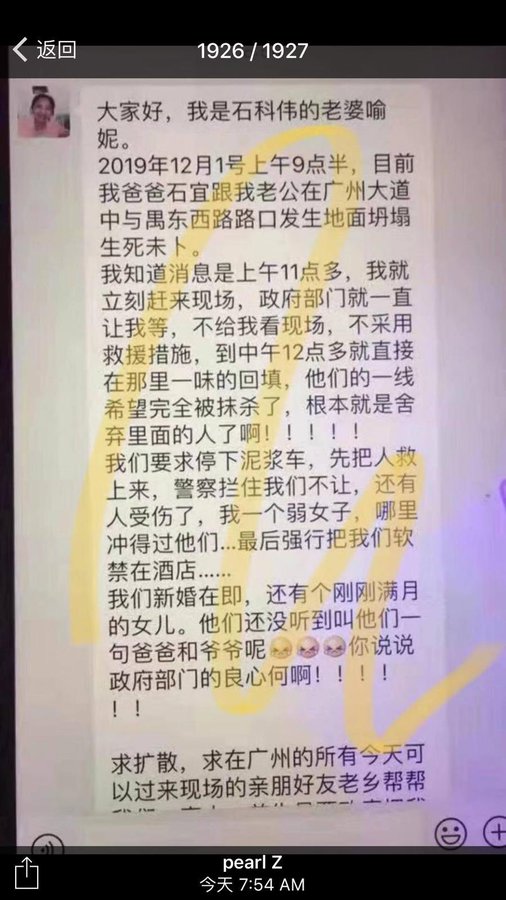 返回
1926 / 1927
大家好，我是石科伟的老婆喻
妮。
2019年12月1号上午9点半，目前
我爸爸石宜跟我老公在广州大道
中与禺东西路路口发生地面坍塌
生死未卜。
我知道消息是上午11点多，我就
立刻赶来现场，政府部门就一直
让我等，不给我看现场，不采用
救援措施，到中午12点多就直接
在那里一味的回填，他们的一线
希望完全被抹杀了，根本就是舍
弃里面的人了啊！！！！！
我们要求停下泥浆车，先把人救
上来，警察拦住我们不让，还有
人受伤了，我一个弱女子，哪里
冲得过他们...最后强行把我们软
禁在酒店......
我们新婚在即，还有个刚刚满月
的女儿。他们还没听到叫他们一
句爸爸和爷爷呢😣😣😣你说说
政府部门的良心何啊！！！！
！！
求扩散，求在广州的所有今天可
以过来现场的亲朋好友老乡帮帮
pearl Z
今天 7:54 AM